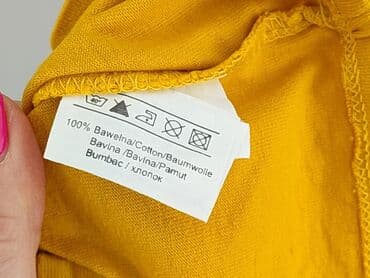 100% Bawełna/Cotton/Baumwolle
Bavlna /Bavina/Pamut
Bumbac / хлопок